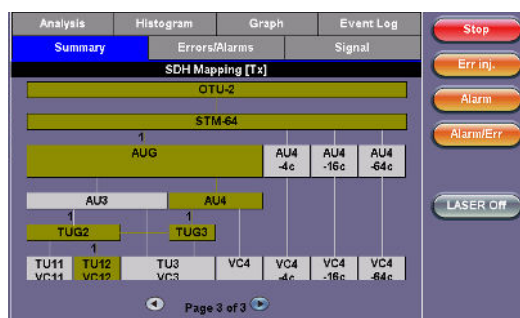 Analysis Histogram Graph Event Log
Stop
Summary Errors/Alarms Signal
SDH Mapping [Tx]
Err inj.
OTU-2
Alarm
STM-64
Alarm/Err
1
AUG AU4 -4c AU4 -16c AU4 -64c
AU3 AU4
LASER Off
1 1
TUG2 TUG3
1
TU11 TU12 TU3 VC4 VC4 VC4 VC4
VC11 VC12 VC3 -4c -16c -64c
Page 3 of 3